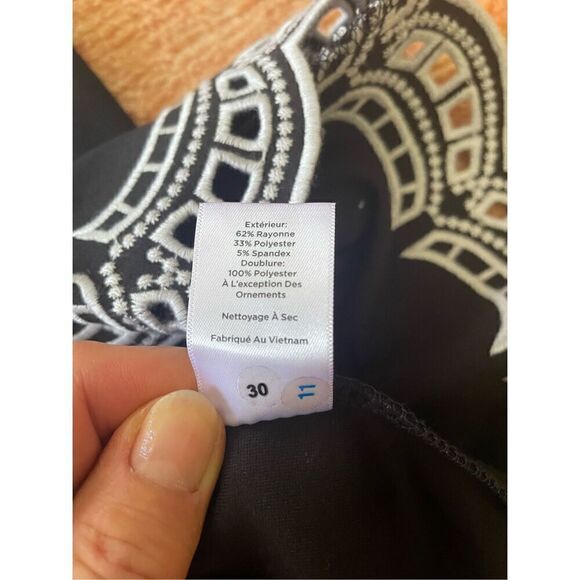 Extérieur:
62% Rayonne
33% Polyester
5% Spandex
Doublure:
100% Polyester
À L'exception Des
Ornements
Nettoyage À Sec
Fabriqué Au Vietnam
30
11